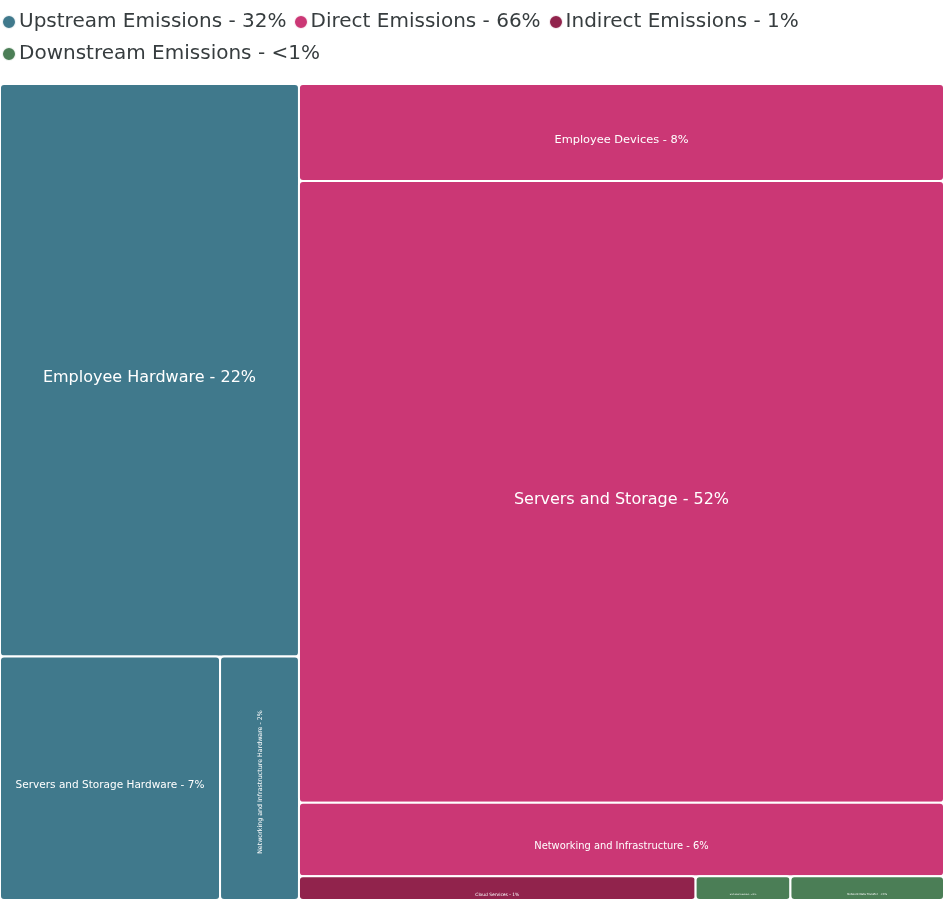 Upstream Emissions - 32% Direct Emissions - 66% Indirect Emissions - 1%
Downstream Emissions - <1%
Employee Devices - 8%
Employee Hardware - 22%
Servers and Storage - 52%
Servers and Storage Hardware - 7%
Networking and Infrastructure Hardware - 2%
Networking and Infrastructure - 6%
Cloud Services - 1%